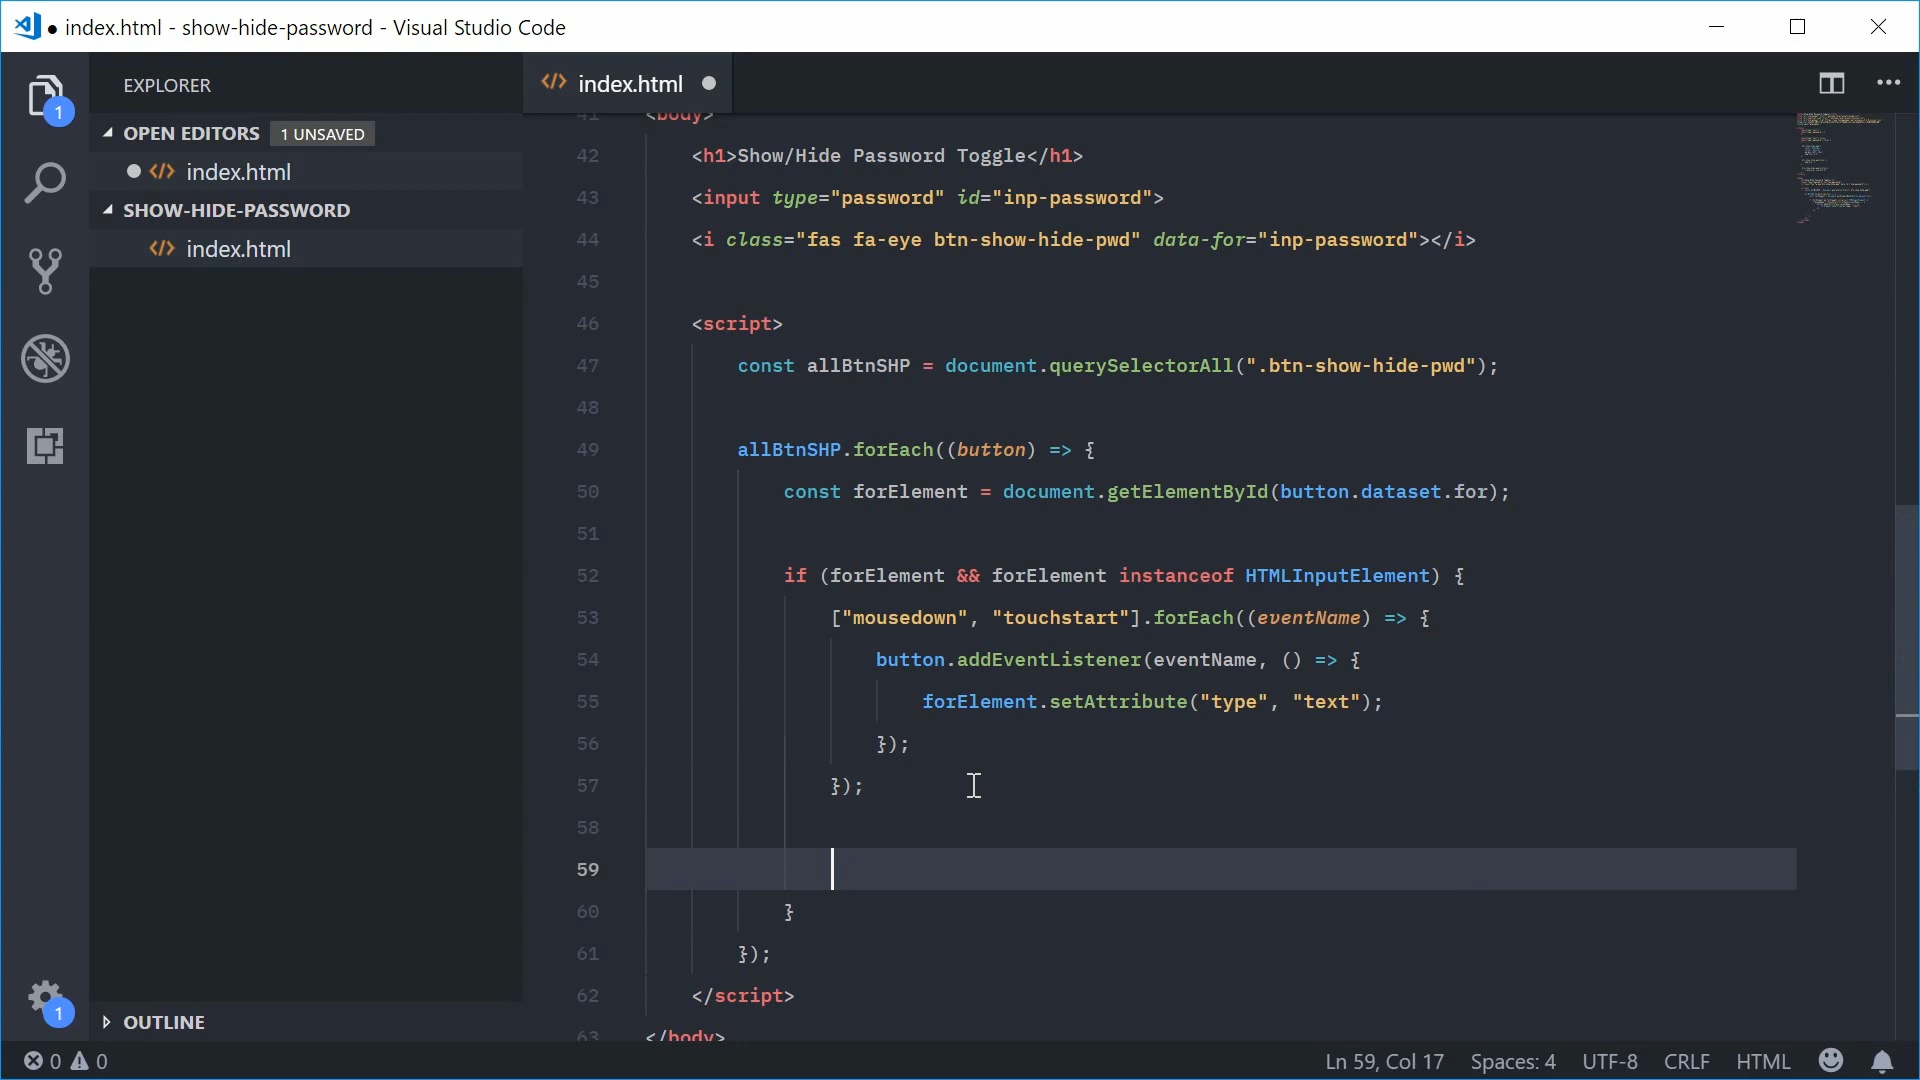 ● index.html - show-hide-password - Visual Studio Code
EXPLORER
OPEN EDITORS 1 UNSAVED
index.html
SHOW-HIDE-PASSWORD
index.html
OUTLINE
1
1
index.html
41 <body>
42 <h1>Show/Hide Password Toggle</h1>
43 <input type="password" id="inp-password">
44 <i class="fas fa-eye btn-show-hide-pwd" data-for="inp-password"></i>
45
46 <script>
47 const allBtnSHP = document.querySelectorAll(".btn-show-hide-pwd");
48
49 allBtnSHP.forEach((button) => {
50 const forElement = document.getElementById(button.dataset.for);
51
52 if (forElement && forElement instanceof HTMLInputElement) {
53 ["mousedown", "touchstart"].forEach((eventName) => {
54 button.addEventListener(eventName, () => {
55 forElement.setAttribute("type", "text");
56 });
57 });
58
59
60 }
61 });
62 </script>
63 </body>
0 0
Ln 59, Col 17 Spaces: 4 UTF-8 CRLF HTML